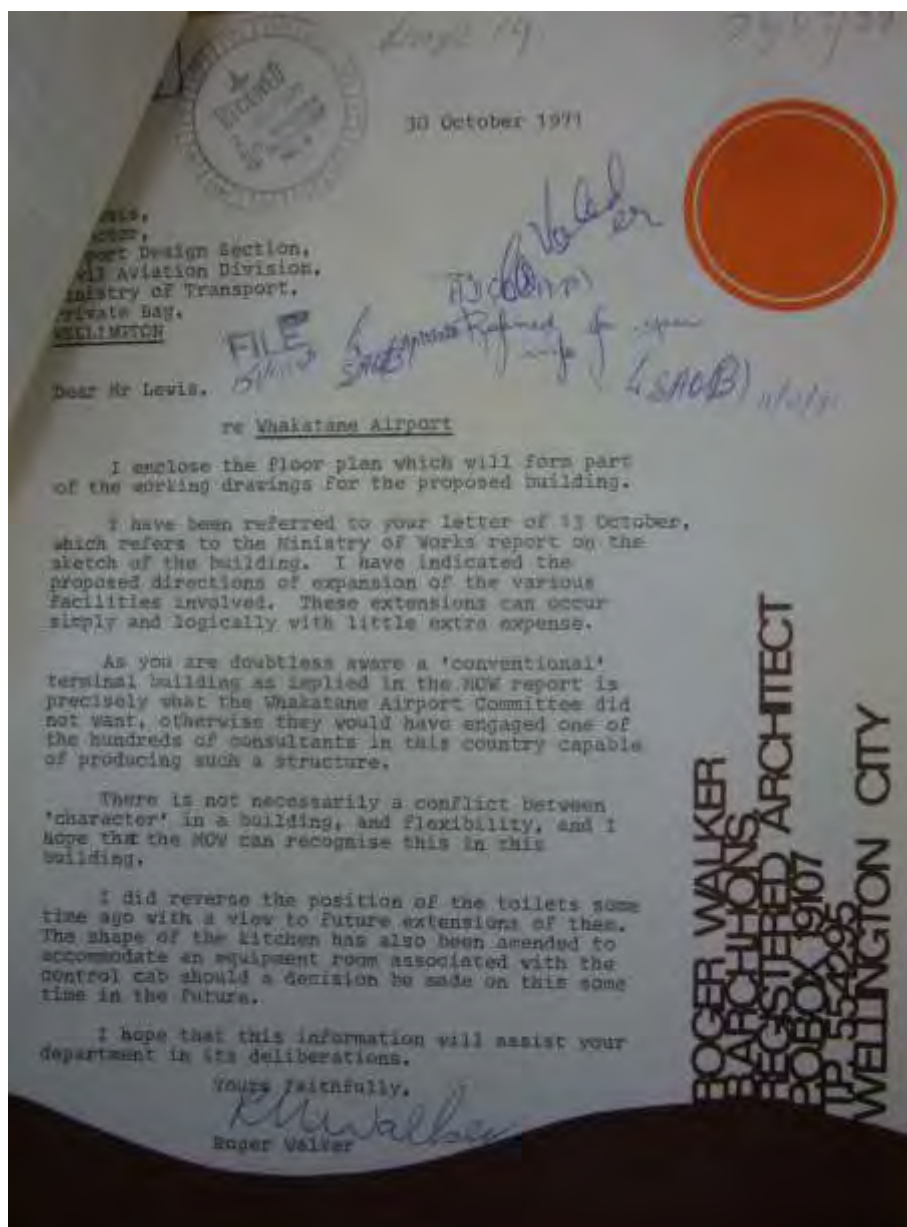 30 October 1971
RECEIVED
port Design Section,
vil Aviation Division,
inistry of Transport,
rivate Bag,
WELLINGTON
FILE
Dear Mr Lewis,
re Whakatane Airport
I enclose the floor plan which will form part
of the working drawings for the proposed building.
I have been referred to your letter of 13 October,
which refers to the Ministry of Works report on the
sketch of the building. I have indicated the
proposed directions of expansion of the various
facilities involved. These extensions can occur
simply and logically with little extra expense.
As you are doubtless aware a 'conventional'
terminal building as implied in the MOW report is
precisely what the Whakatane Airport Committee did
not want, otherwise they would have engaged one of
the hundreds of consultants in this country capable
of producing such a structure.
There is not necessarily a conflict between
'character' in a building, and flexibility, and I
hope that the MOW can recognise this in this
building.
I did reverse the position of the toilets some
time ago with a view to future extensions of them.
The shape of the kitchen has also been amended to
accommodate an equipment room associated with the
control cab should a decision be made on this some
time in the future.
I hope that this information will assist your
department in its deliberations.
Yours faithfully,
Roger Walker
ROGER WALKER
BARCHHONS
REGISTERED ARCHITECT
POBOX 19107
TP 554295
WELLINGTON CITY